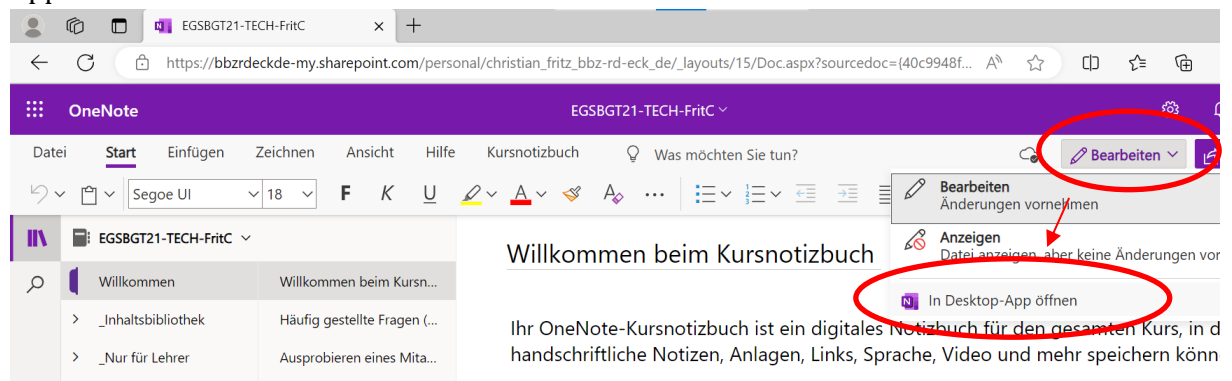 EGSBGT21-TECH-FritC
https://bbzrdeckde-my.sharepoint.com/personal/christian_fritz_bbz-rd-eck_de/_layouts/15/Doc.aspx?sourcedoc={40c9948f...
OneNote EGSBGT21-TECH-FritC
Datei Start Einfügen Zeichnen Ansicht Hilfe Kursnotizbuch Was möchten Sie tun? Bearbeiten
Segoe UI 18 F K U
Bearbeiten
Änderungen vornehmen
Anzeigen
Datei anzeigen, aber keine Änderungen vor
In Desktop-App öffnen
EGSBGT21-TECH-FritC
Willkommen Willkommen beim Kursn...
_Inhaltsbibliothek Häufig gestellte Fragen (...
_Nur für Lehrer Ausprobieren eines Mita...
Willkommen beim Kursnotizbuch
Ihr OneNote-Kursnotizbuch ist ein digitales Notizbuch für den gesamten Kurs, in d
handschriftliche Notizen, Anlagen, Links, Sprache, Video und mehr speichern könn